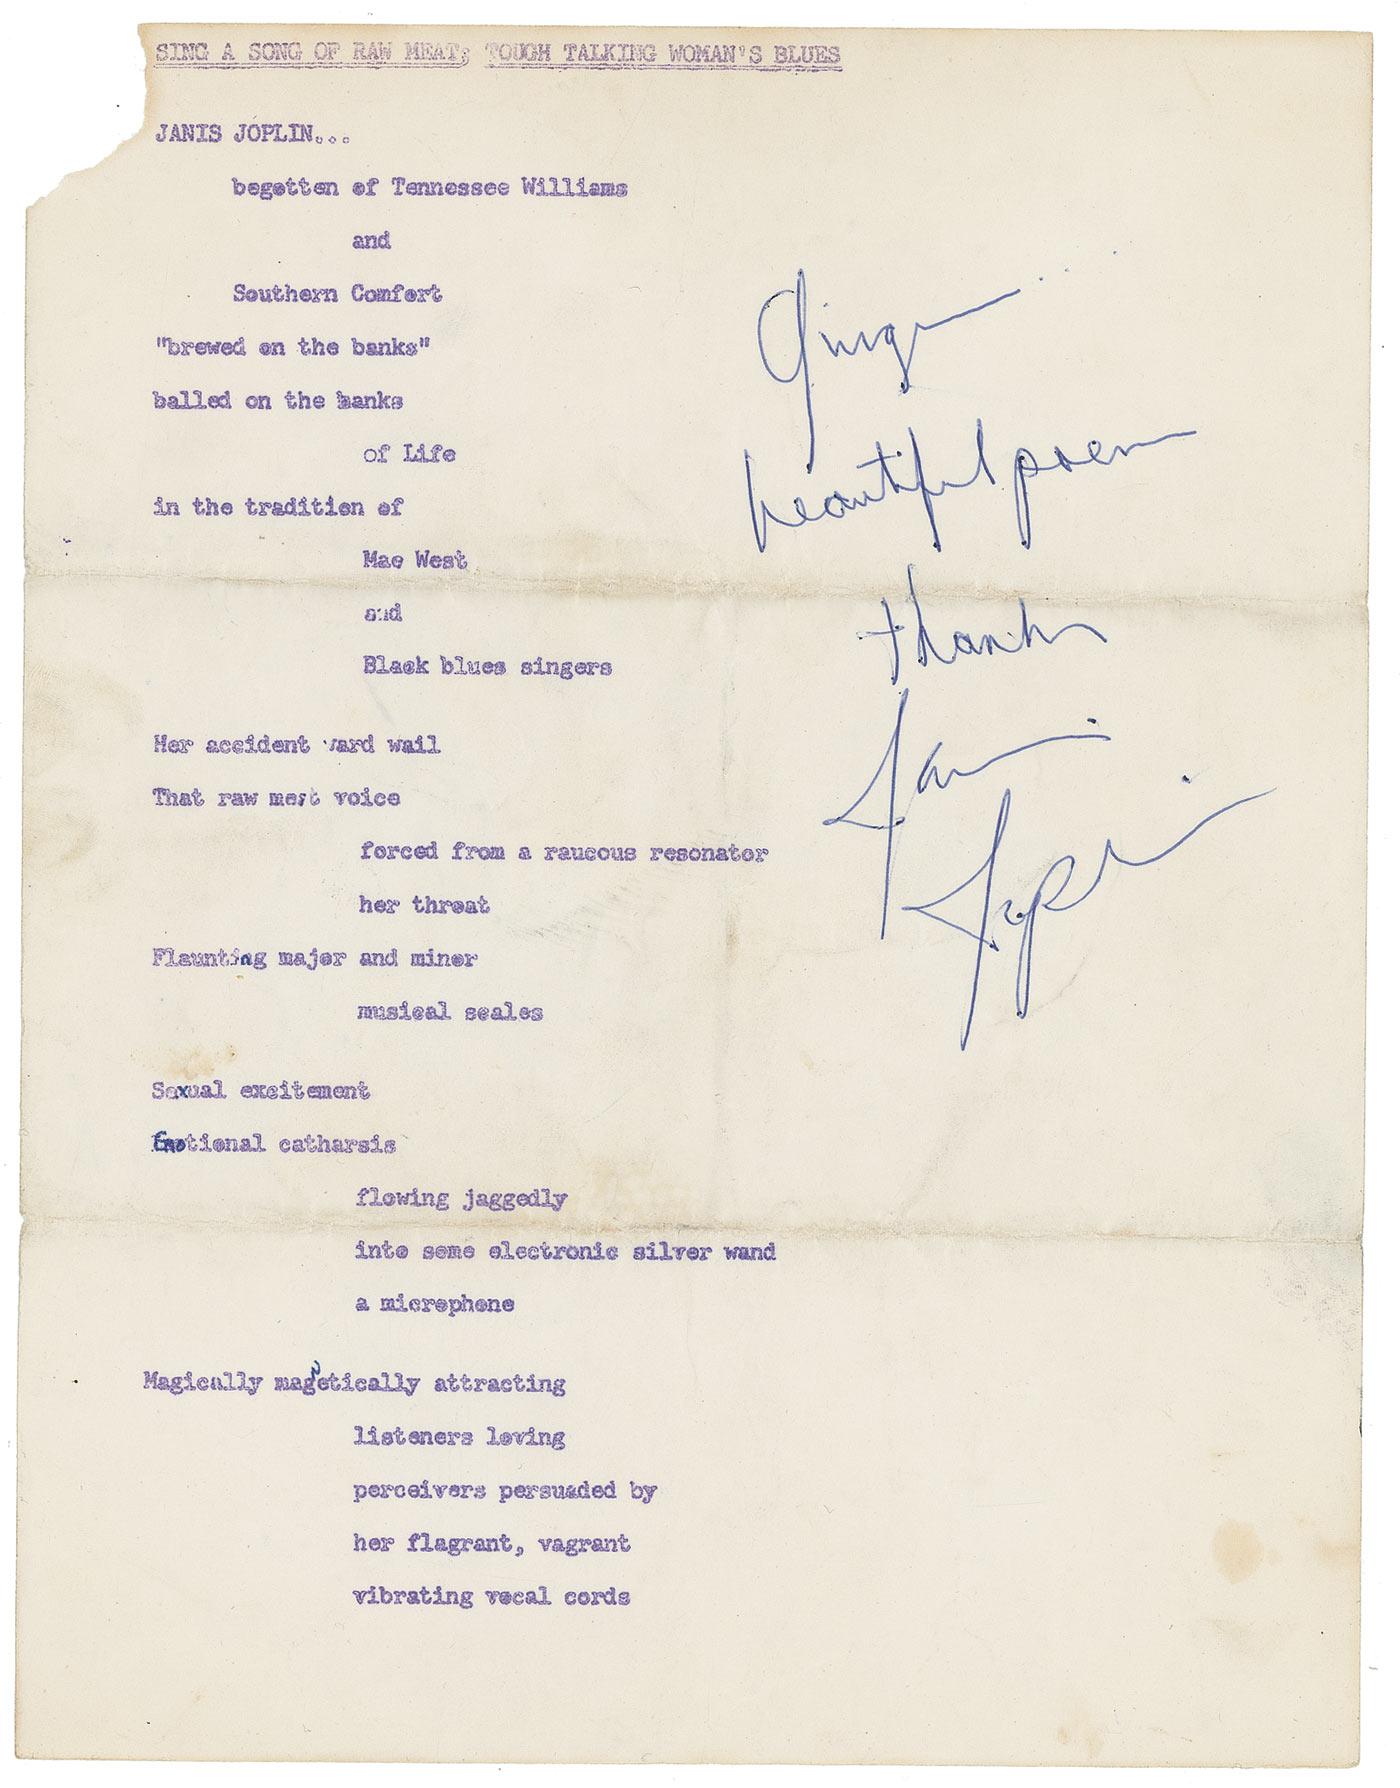 SING A SONG OF RAW MEAT; TOUGH TALKING WOMAN'S BLUES
JANIS JOPLIN...
begotten of Tennessee Williams
and
Southern Comfort
"brewed on the banks"
balled on the banks
of Life
in the tradition of
Mae West
and
Black blues singers
Her accident ward wail
That raw meat voice
forced from a raucous resonator
her throat
Flaunting major and minor
musical scales
Sexual excitement
Emotional catharsis
flowing jaggedly
into some electronic silver wand
a microphone
Magically magnetically attracting
listeners loving
perceivers persuaded by
her flagrant, vagrant
vibrating vocal cords
beautiful poem
thanks
Janis
Joplin